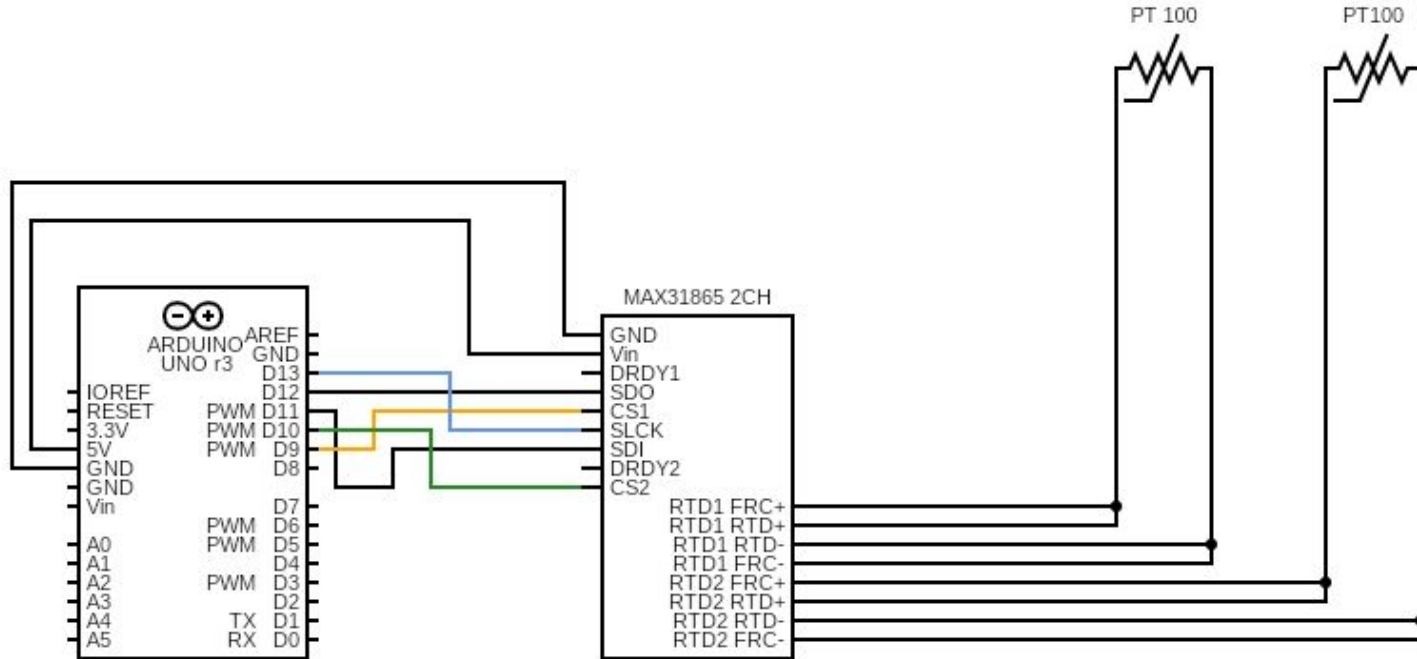 PT 100
PT100
MAX31865 2CH
ARDUINO
UNO r3
AREF
GND
D13
D12
PWM D11
PWM D10
PWM D9
D8
D7
PWM D6
PWM D5
D4
PWM D3
D2
TX D1
RX D0
IOREF
RESET
3.3V
5V
GND
GND
Vin
A0
A1
A2
A3
A4
A5
GND
Vin
DRDY1
SDO
CS1
SLCK
SDI
DRDY2
CS2
RTD1 FRC+
RTD1 RTD+
RTD1 RTD-
RTD1 FRC-
RTD2 FRC+
RTD2 RTD+
RTD2 RTD-
RTD2 FRC-